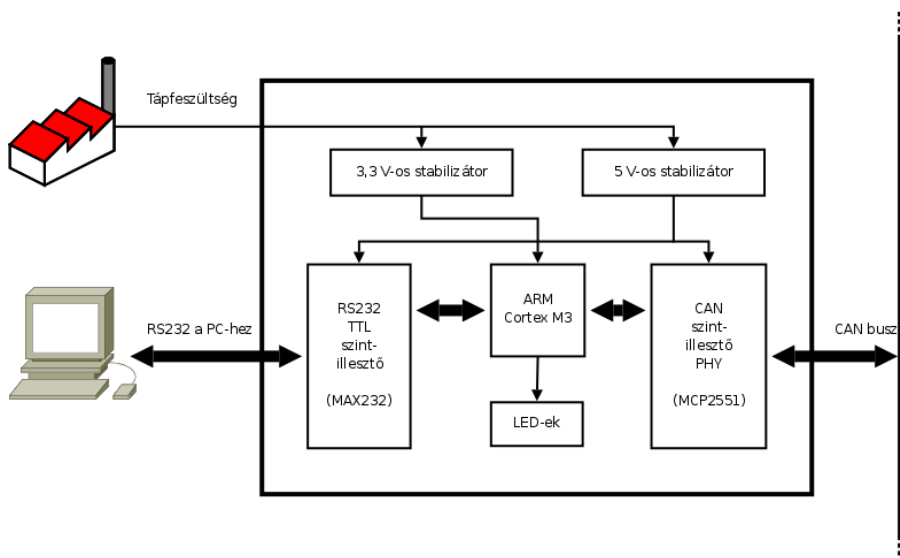 Tápfeszültség
3,3 V-os stabilizátor
5 V-os stabilizátor
RS232 a PC-hez
RS232
TTL
szint-
illesztő
(MAX232)
ARM
Cortex M3
LED-ek
CAN
szint-
illesztő
PHY
(MCP2551)
CAN busz